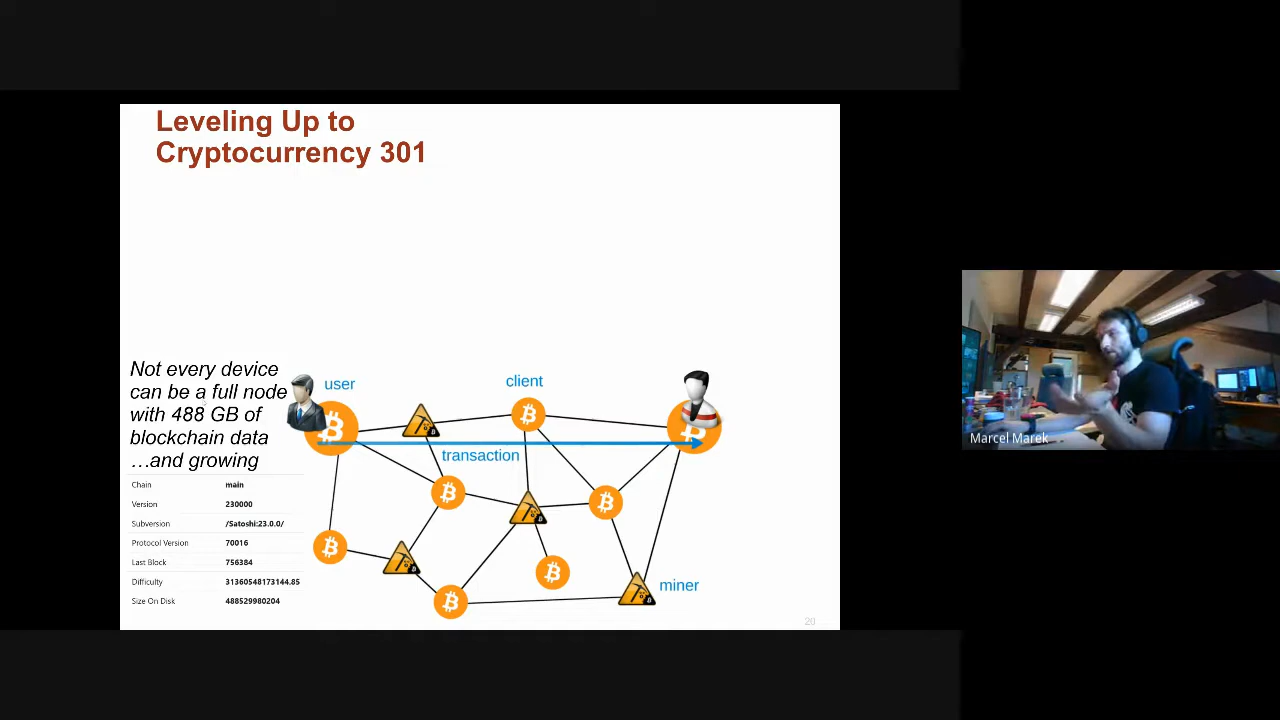 Leveling Up to
Cryptocurrency 301
Not every device
can be a full node
with 488 GB of
blockchain data
…and growing
user
client
transaction
miner
Chain main
Version 230000
Subversion /Satoshi:23.0.0/
Protocol Version 70016
Last Block 756384
Difficulty 31360548173144.85
Size On Disk 488529980204
20
Marcel Marek